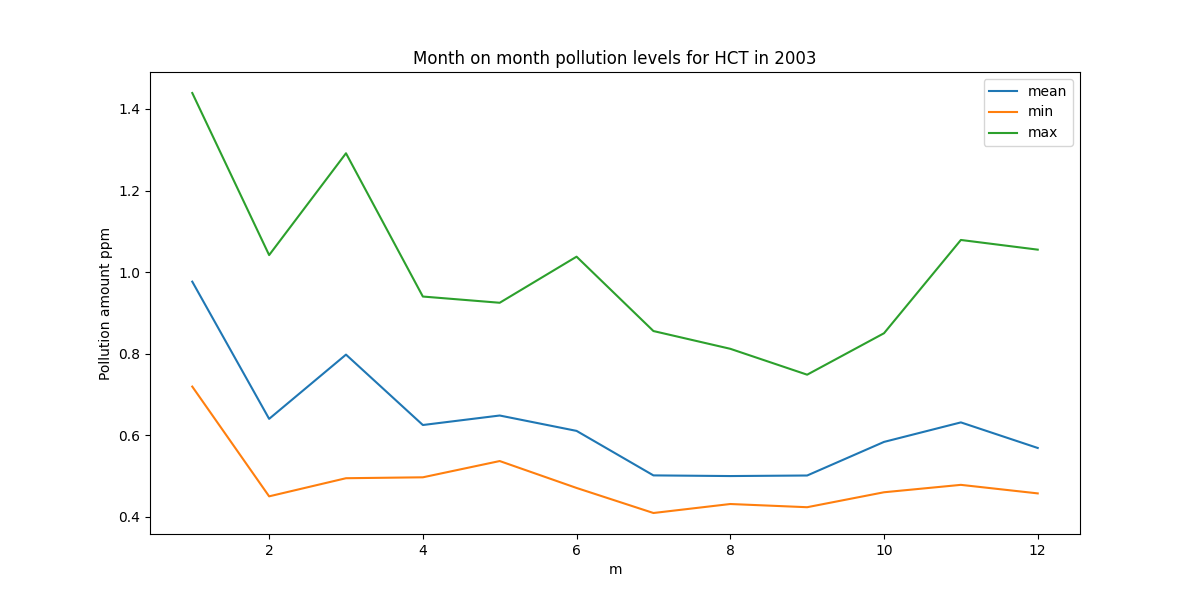 Month on month pollution levels for HCT in 2003
mean
min
max
Pollution amount ppm
1.4
1.2
1.0
0.8
0.6
0.4
2 4 6 8 10 12
m